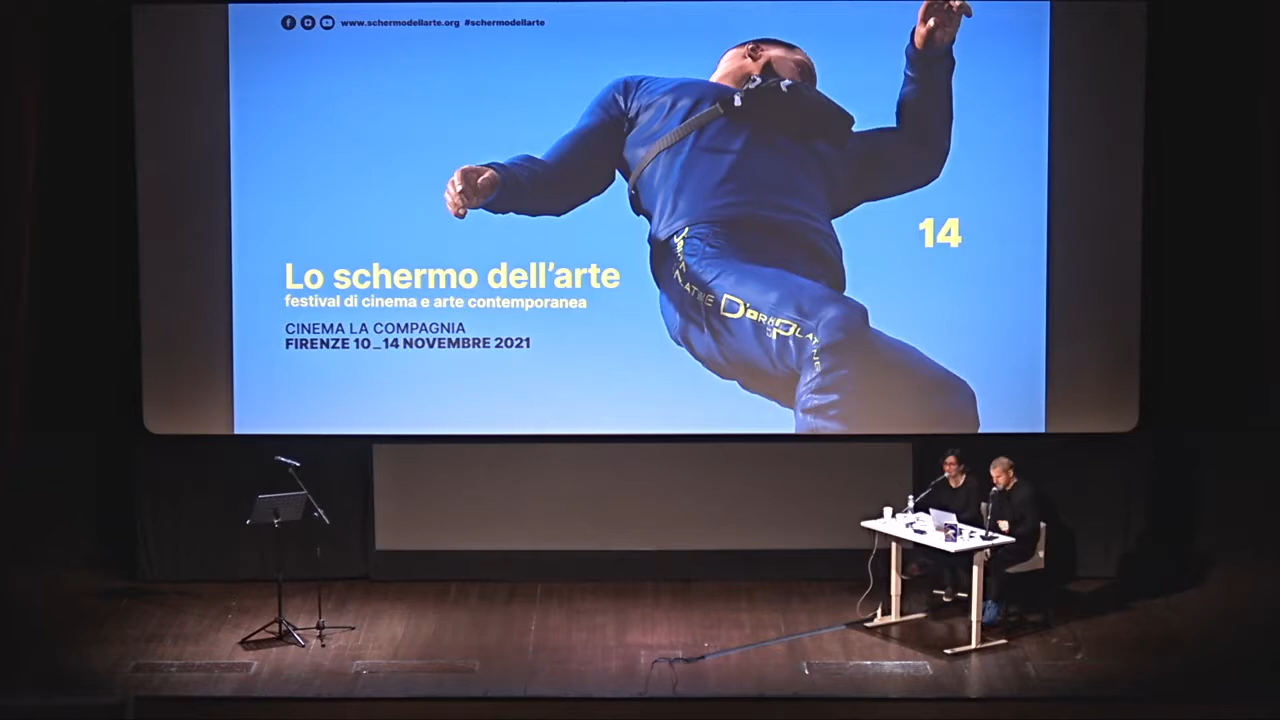 www.schermodellarte.org #schermodellarte
14
Lo schermo dell'arte
festival di cinema e arte contemporanea
CINEMA LA COMPAGNIA
FIRENZE 10_14 NOVEMBRE 2021